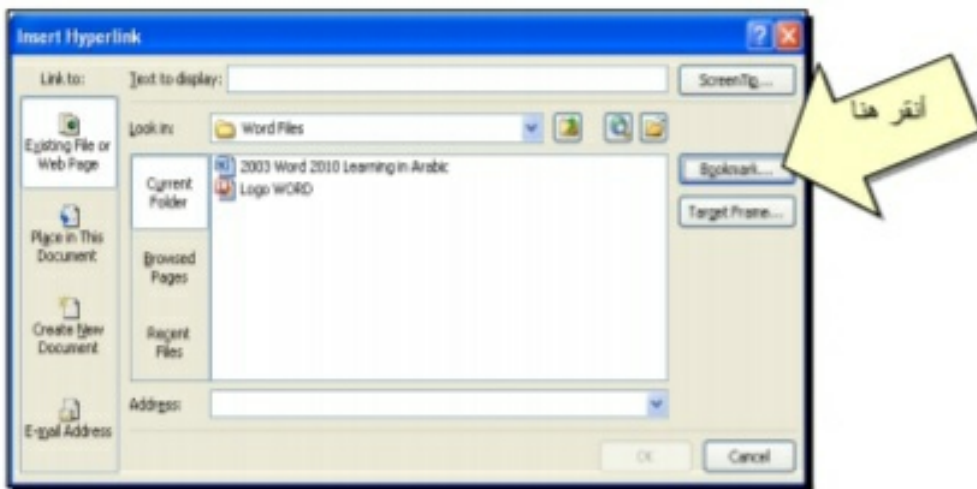 Insert Hyperlink
Link to:
Text to display:
ScreenTip...
أنقر هنا
Existing File or
Web Page
Look in:
Word Files
Current
Folder
2003 Word 2010 Learning in Arabic
Logo WORD
Bookmark...
Target Frame...
Place in This
Document
Browsed
Pages
Create New
Document
Recent
Files
Address:
E-mail Address
OK
Cancel